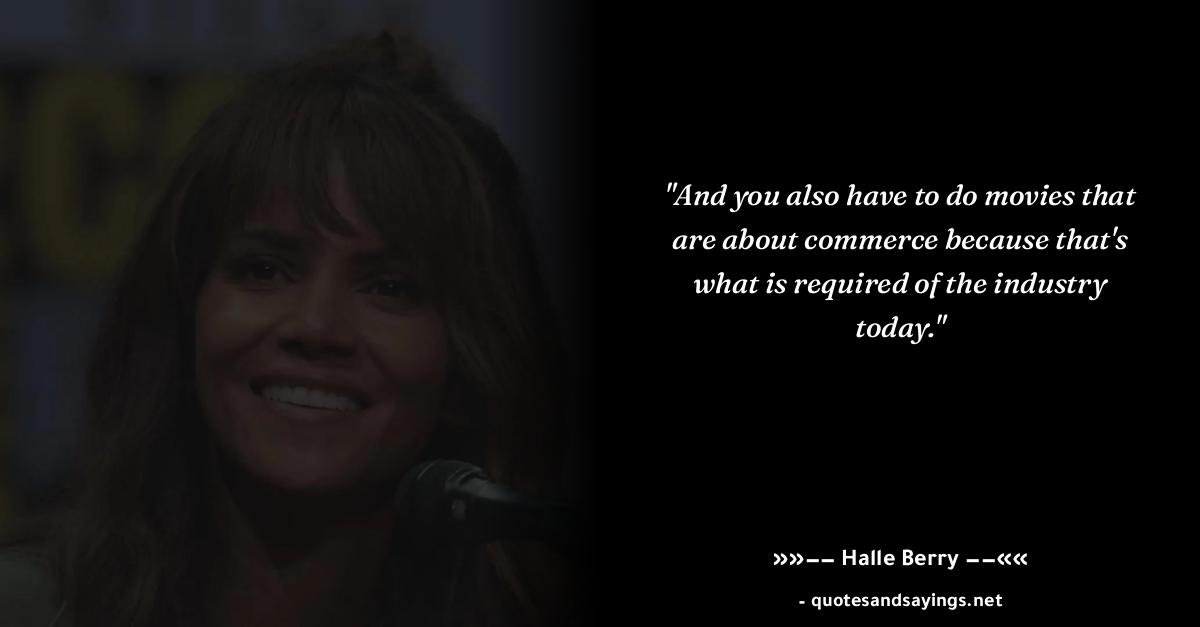 "And you also have to do movies that
are about commerce because that's
what is required of the industry
today."
»»−− Halle Berry −−««
- quotesandsayings.net